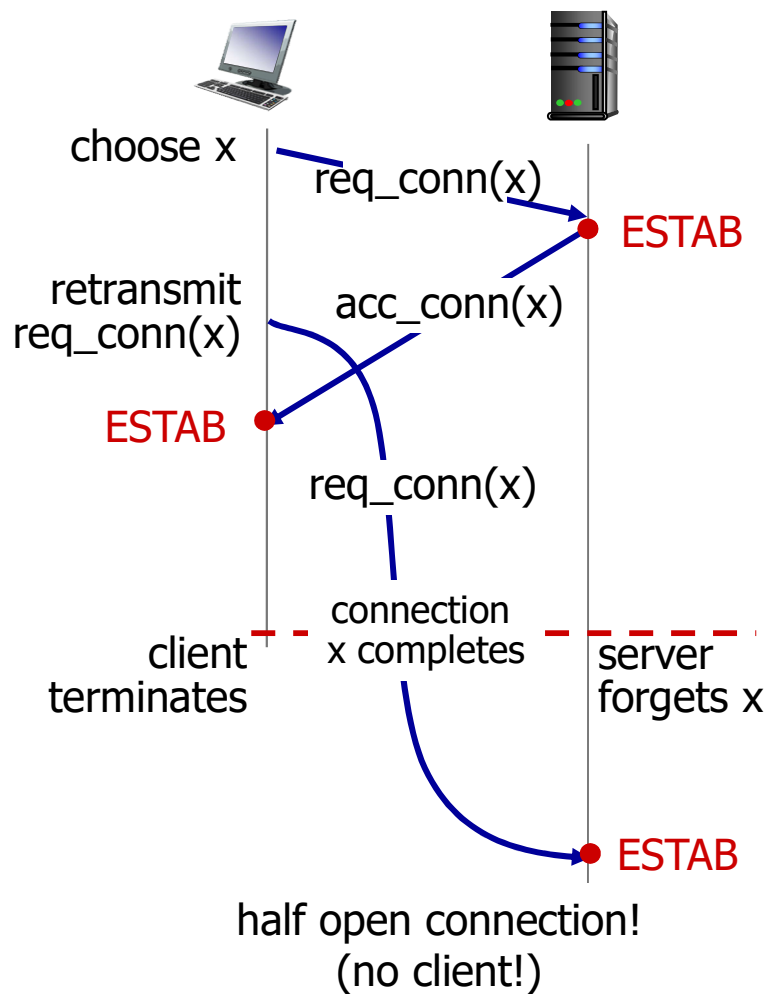 choose x
req_conn(x)
ESTAB
retransmit
req_conn(x)
acc_conn(x)
ESTAB
req_conn(x)
connection
x completes
client
terminates
server
forgets x
ESTAB
half open connection!
(no client!)